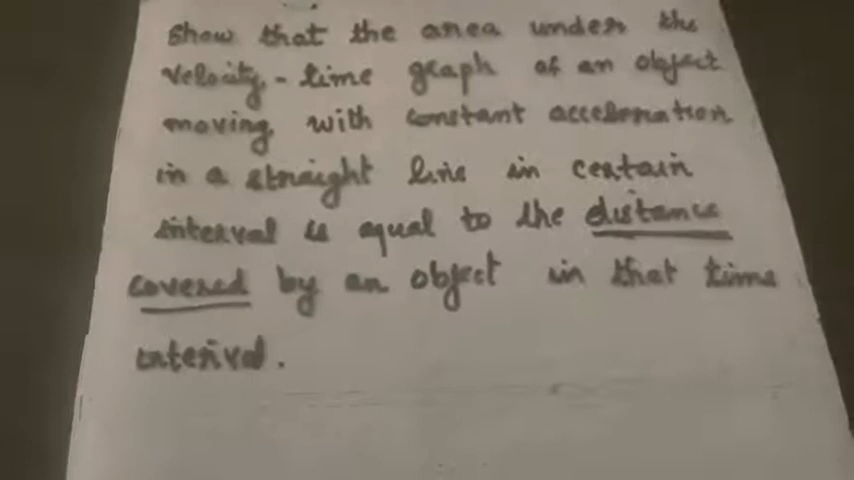 Show that the area under the
velocity-time graph of an object
moving with constant acceleration
in a straight line in certain
interval is equal to the distance
covered by an object in that time
interval.